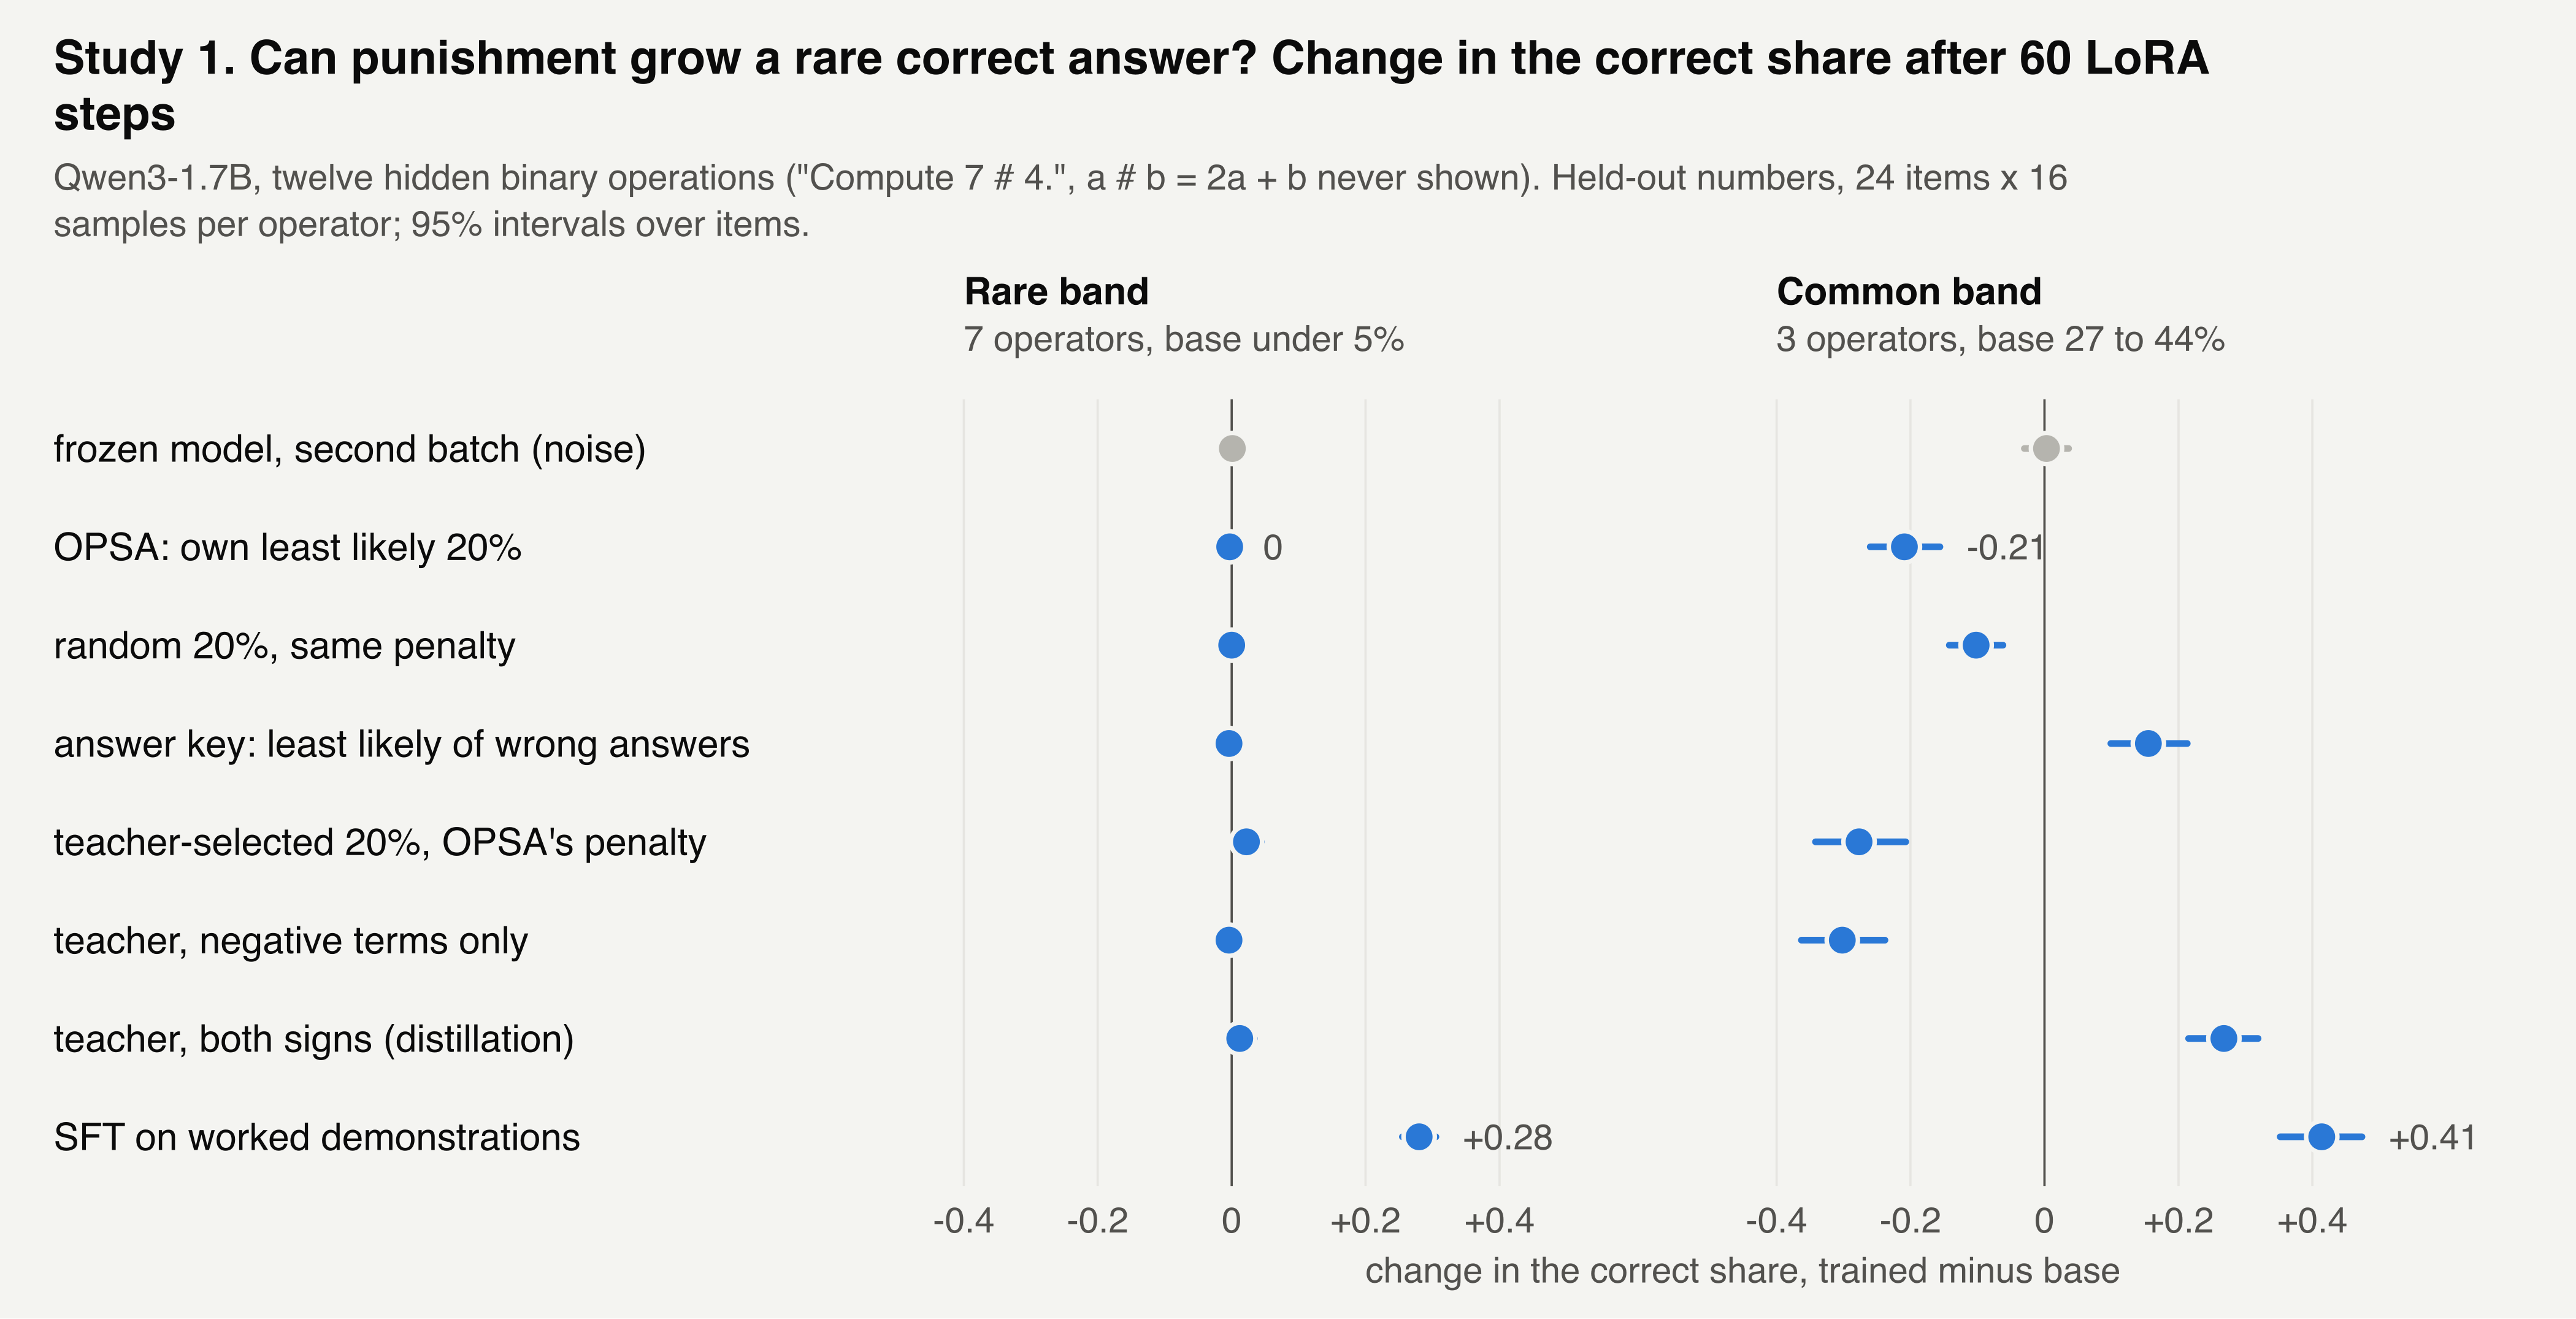 Study 1. Can punishment grow a rare correct answer? Change in the correct share after 60 LoRA
steps
Qwen3-1.7B, twelve hidden binary operations ("Compute 7 # 4.", a # b = 2a + b never shown). Held-out numbers, 24 items x 16
samples per operator; 95% intervals over items.
Rare band
7 operators, base under 5%
Common band
3 operators, base 27 to 44%
frozen model, second batch (noise)
OPSA: own least likely 20%
0
-0.21
random 20%, same penalty
answer key: least likely of wrong answers
teacher-selected 20%, OPSA's penalty
teacher, negative terms only
teacher, both signs (distillation)
SFT on worked demonstrations
+0.28
+0.41
-0.4 -0.2 0 +0.2 +0.4
-0.4 -0.2 0 +0.2 +0.4
change in the correct share, trained minus base